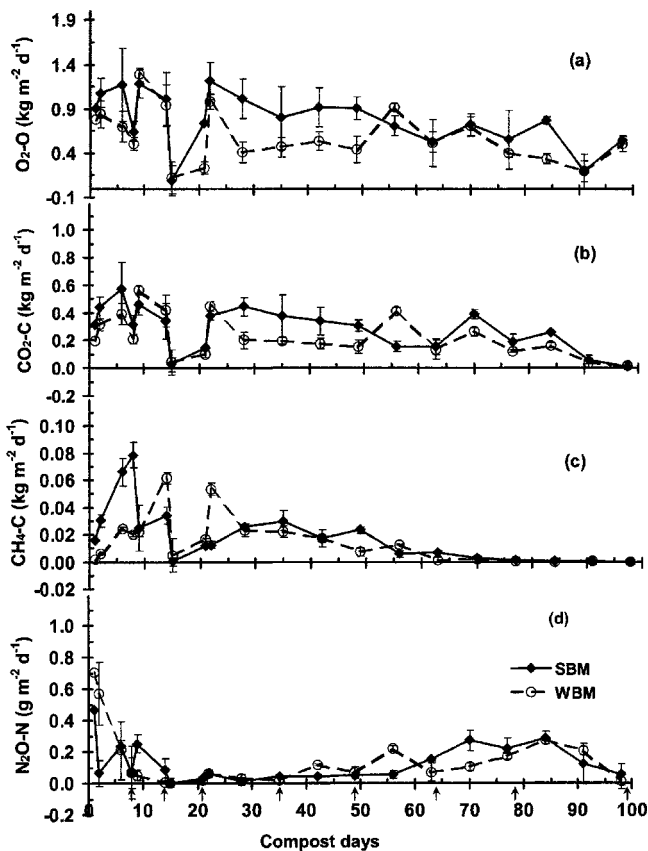 1.9
1.4
0.9
0.4
-0.1
O₂-O (kg m⁻² d⁻¹)
(a)
1.0
0.8
0.6
0.4
0.2
0.0
-0.2
CO₂-C (kg m⁻² d⁻¹)
(b)
0.10
0.08
0.06
0.04
0.02
0.00
-0.02
CH₄-C (kg m⁻² d⁻¹)
(c)
1.0
0.8
0.6
0.4
0.2
0.0
-0.2
N₂O-N (g m⁻² d⁻¹)
(d)
SBM
WBM
0 10 20 30 40 50 60 70 80 90 100
Compost days